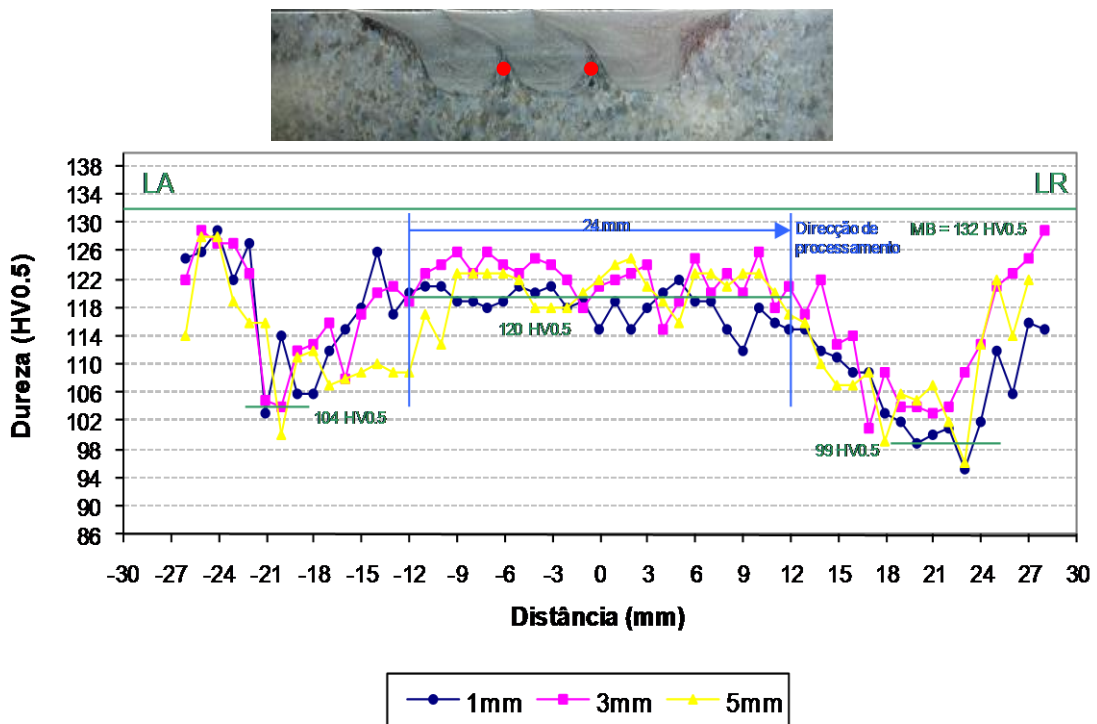 138
134
130
126
122
118
114
110
106
102
98
94
90
86
Dureza (HV0.5)
LA
LR
24 mm
Direcção de
processamento
MB = 132 HV0.5
120 HV0.5
104 HV0.5
99 HV0.5
-30 -27 -24 -21 -18 -15 -12 -9 -6 -3 0 3 6 9 12 15 18 21 24 27 30
Distância (mm)
1mm 3mm 5mm